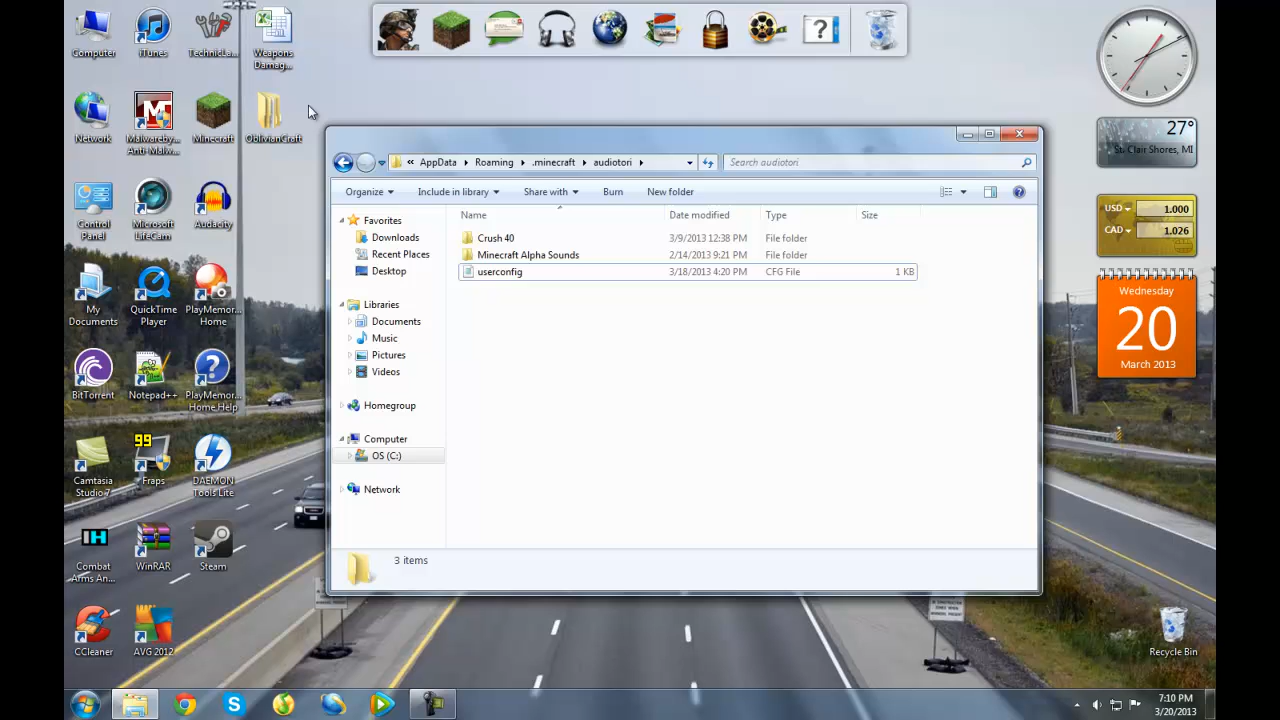 Computer
iTunes
TechnicLa...
Weapons
Damag...
Network
Malwareby...
Anti-Malw...
Minecraft
OblivianCraft
Control
Panel
Microsoft
LifeCam
Audacity
My
Documents
QuickTime
Player
PlayMemor...
Home
BitTorrent
Notepad++
PlayMemor...
Home Help
Camtasia
Studio 7
99
Fraps
DAEMON
Tools Lite
IH
Combat
Arms An...
WinRAR
Steam
CCleaner
AVG 2012
« AppData Roaming .minecraft audiotori
Search audiotori
Organize Include in library Share with Burn New folder
Name Date modified Type Size
Favorites
Downloads
Recent Places
Desktop
Libraries
Documents
Music
Pictures
Videos
Homegroup
Computer
OS (C:)
Network
Crush 40 3/9/2013 12:38 PM File folder
Minecraft Alpha Sounds 2/14/2013 9:21 PM File folder
userconfig 3/18/2013 4:20 PM CFG File 1 KB
3 items
27°
St. Clair Shores, MI
USD 1.000
CAD 1.026
Wednesday
20
March 2013
Recycle Bin
7:10 PM
3/20/2013